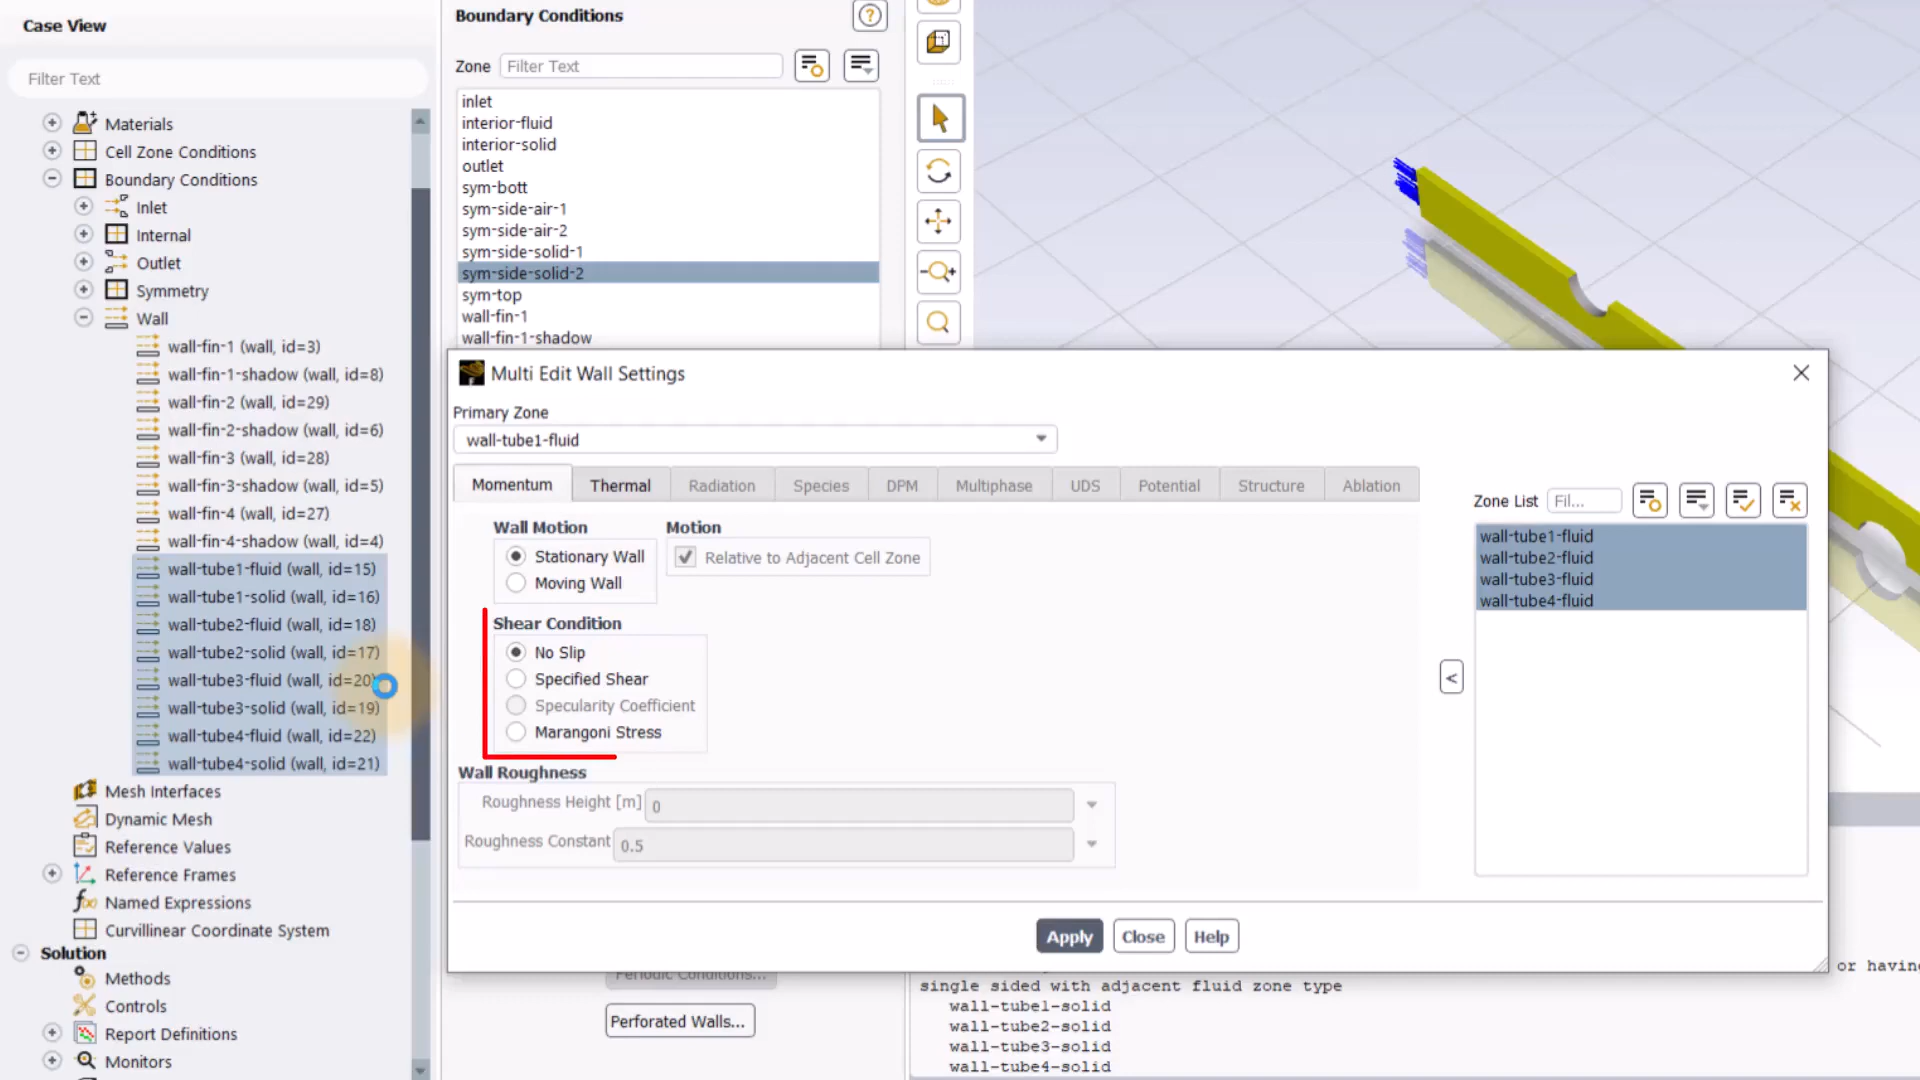 Case View
Filter Text
Materials
Cell Zone Conditions
Boundary Conditions
Inlet
Internal
Outlet
Symmetry
Wall
wall-fin-1 (wall, id=3)
wall-fin-1-shadow (wall, id=8)
wall-fin-2 (wall, id=29)
wall-fin-2-shadow (wall, id=6)
wall-fin-3 (wall, id=28)
wall-fin-3-shadow (wall, id=5)
wall-fin-4 (wall, id=27)
wall-fin-4-shadow (wall, id=4)
wall-tube1-fluid (wall, id=15)
wall-tube1-solid (wall, id=16)
wall-tube2-fluid (wall, id=18)
wall-tube2-solid (wall, id=17)
wall-tube3-fluid (wall, id=20)
wall-tube3-solid (wall, id=19)
wall-tube4-fluid (wall, id=22)
wall-tube4-solid (wall, id=21)
Mesh Interfaces
Dynamic Mesh
Reference Values
Reference Frames
Named Expressions
Curvillinear Coordinate System
Solution
Methods
Controls
Report Definitions
Monitors
Boundary Conditions
?
Zone
Filter Text
inlet
interior-fluid
interior-solid
outlet
sym-bott
sym-side-air-1
sym-side-air-2
sym-side-solid-1
sym-side-solid-2
sym-top
wall-fin-1
wall-fin-1-shadow
Multi Edit Wall Settings
Primary Zone
wall-tube1-fluid
Momentum Thermal Radiation Species DPM Multiphase UDS Potential Structure Ablation
Wall Motion
Stationary Wall
Moving Wall
Motion
Relative to Adjacent Cell Zone
Shear Condition
No Slip
Specified Shear
Specularity Coefficient
Marangoni Stress
Wall Roughness
Roughness Height [m] 0
Roughness Constant 0.5
Zone List Fil...
wall-tube1-fluid
wall-tube2-fluid
wall-tube3-fluid
wall-tube4-fluid
<
Apply Close Help
Periodic Conditions...
Perforated Walls...
or having
single sided with adjacent fluid zone type
wall-tube1-solid
wall-tube2-solid
wall-tube3-solid
wall-tube4-solid